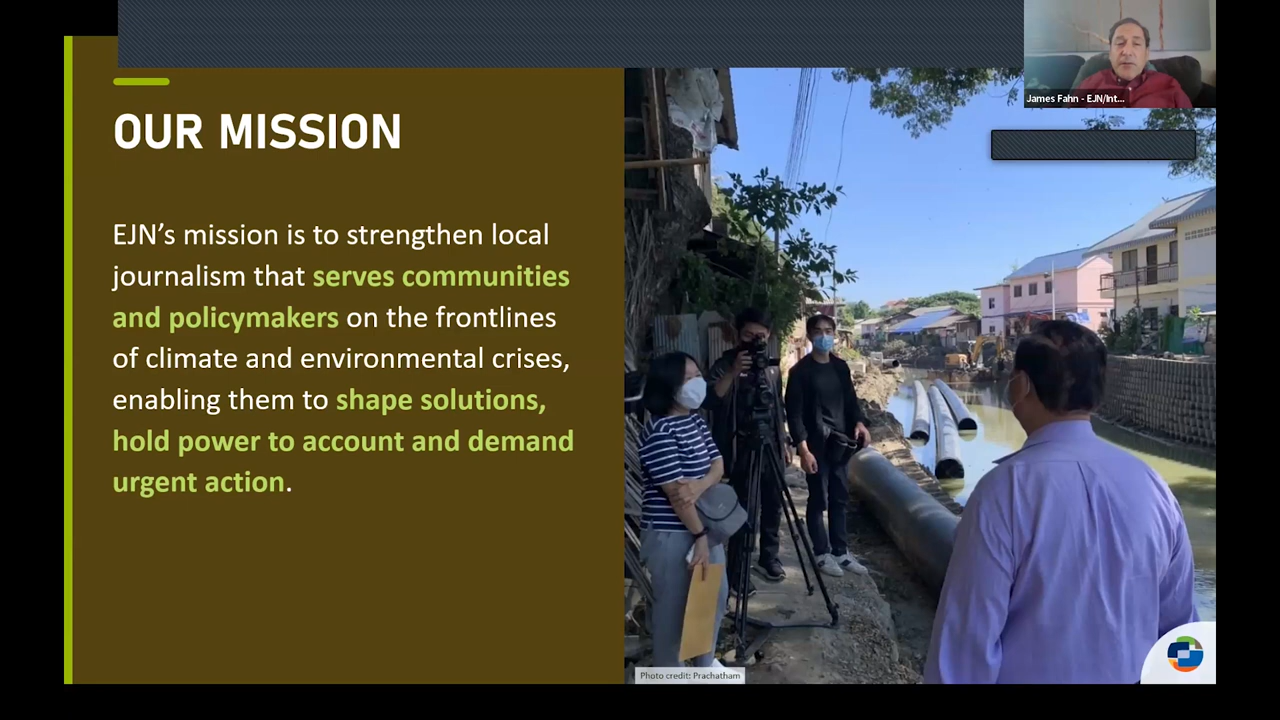 James Fahn - EJN/Int...
OUR MISSION
EJN’s mission is to strengthen local
journalism that serves communities
and policymakers on the frontlines
of climate and environmental crises,
enabling them to shape solutions,
hold power to account and demand
urgent action.
Photo credit: Prachatham